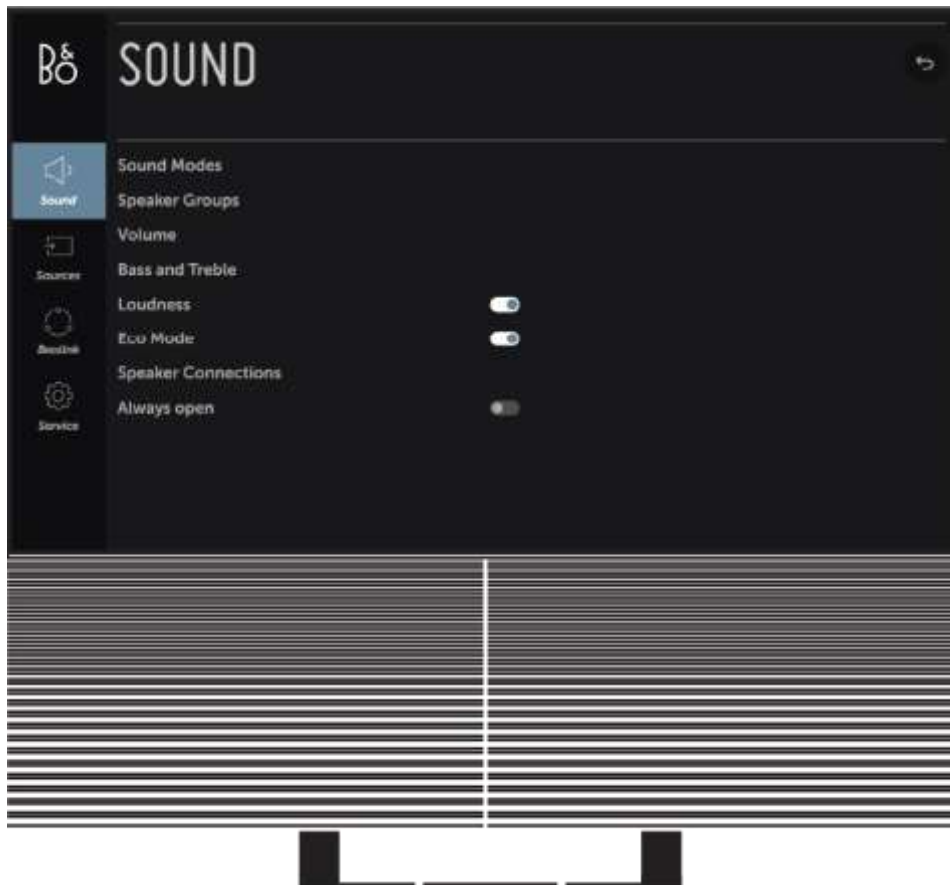 B&O
SOUND
Sound Modes
Speaker Groups
Volume
Bass and Treble
Loudness
Eco Mode
Speaker Connections
Always open
Sound
Sources
Beolink
Service